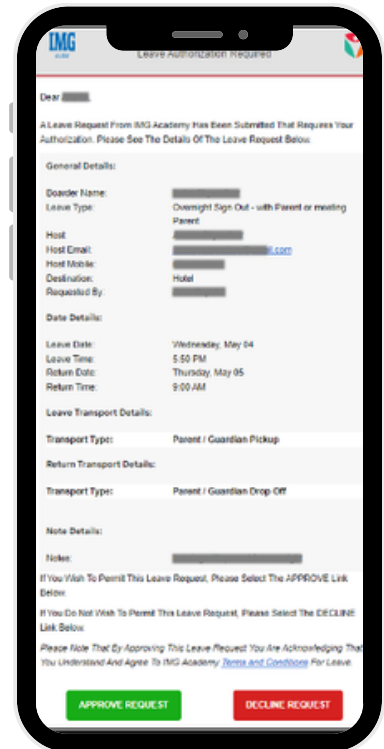 IMG
Leave Authorization Required
Dear
A Leave Request From IMG Academy Has Been Submitted That Requires Your
Authorization. Please See The Details Of The Leave Request Below.
General Details:
Boarder Name:
Leave Type: Overnight Sign Out - with Parent or meeting
Parent
Host:
Host Email: l.com
Host Mobile:
Destination: Hotel
Requested By:
Date Details:
Leave Date: Wednesday, May 04
Leave Time: 5:50 PM
Return Date: Thursday, May 05
Return Time: 9:00 AM
Leave Transport Details:
Transport Type: Parent / Guardian Pickup
Return Transport Details:
Transport Type: Parent / Guardian Drop Off
Note Details:
Notes:
If You Wish To Permit This Leave Request, Please Select The APPROVE Link
Below.
If You Do Not Wish To Permit This Leave Request, Please Select The DECLINE
Link Below.
Please Note That By Approving This Leave Request You Are Acknowledging That
You Understand And Agree To IMG Academy Terms and Conditions For Leave.
APPROVE REQUEST DECLINE REQUEST